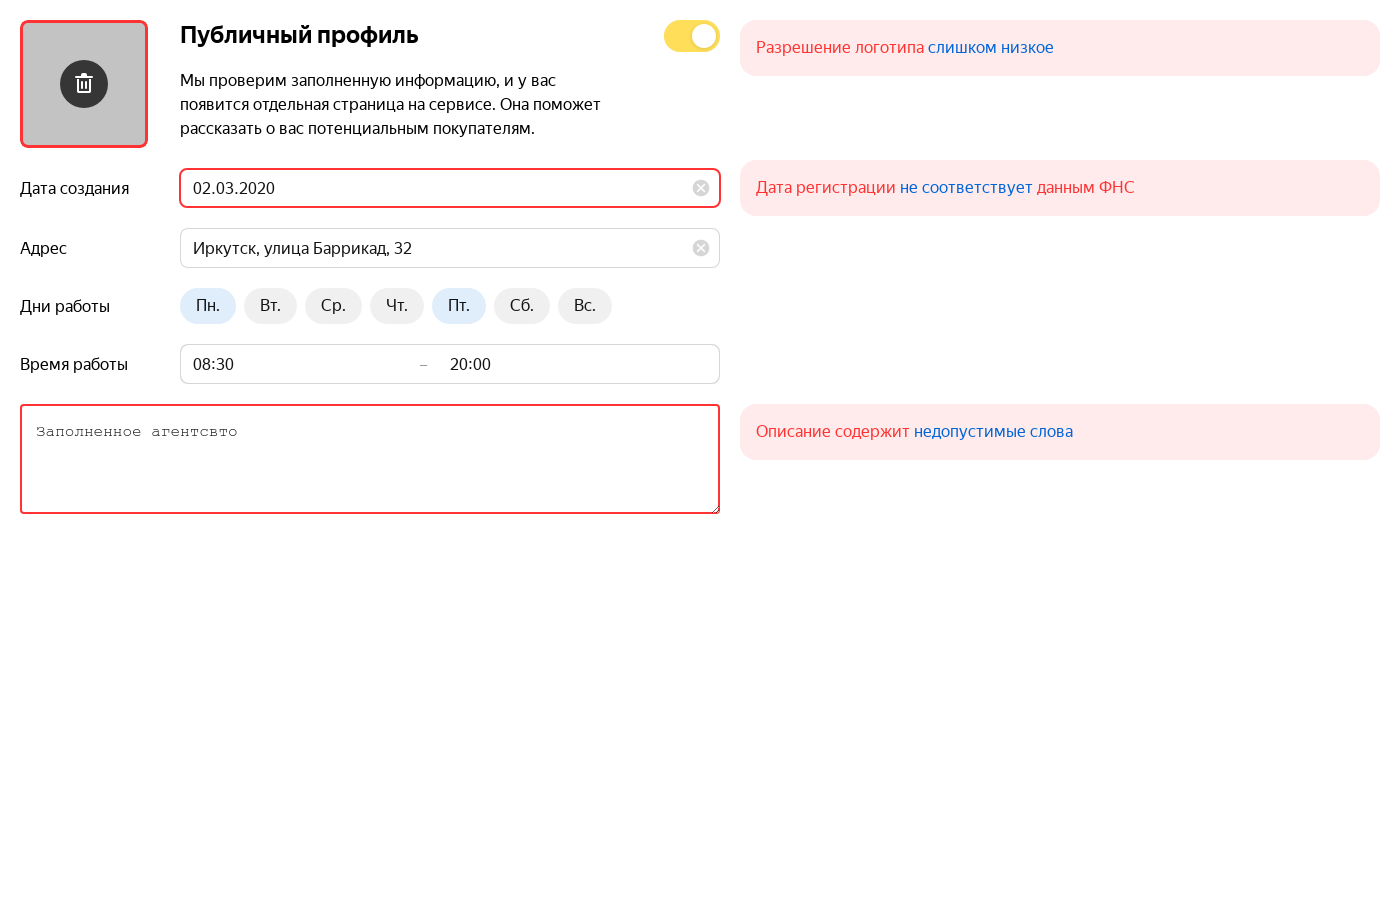 Публичный профиль
Разрешение логотипа слишком низкое
Мы проверим заполненную информацию, и у вас
появится отдельная страница на сервисе. Она поможет
рассказать о вас потенциальным покупателям.
Дата создания
02.03.2020
Дата регистрации не соответствует данным ФНС
Адрес
Иркутск, улица Баррикад, 32
Дни работы
Пн. Вт. Ср. Чт. Пт. Сб. Вс.
Время работы
08:30 – 20:00
Заполненное агентсвто
Описание содержит недопустимые слова